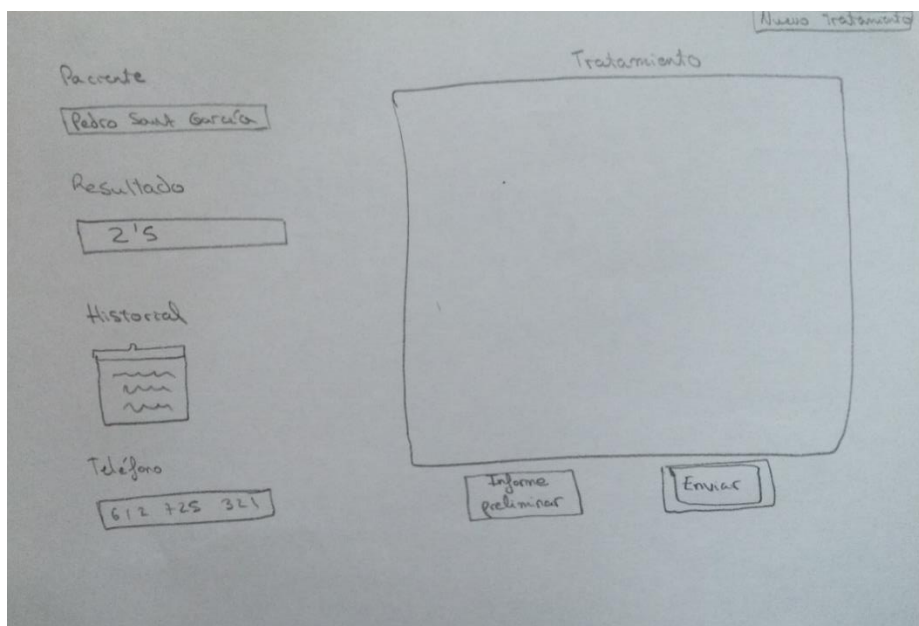 Nuevo Tratamiento
Paciente
Pedro Sant García
Resultado
2'5
Historial
Teléfono
612 725 321
Tratamiento
Informe
preliminar
Enviar